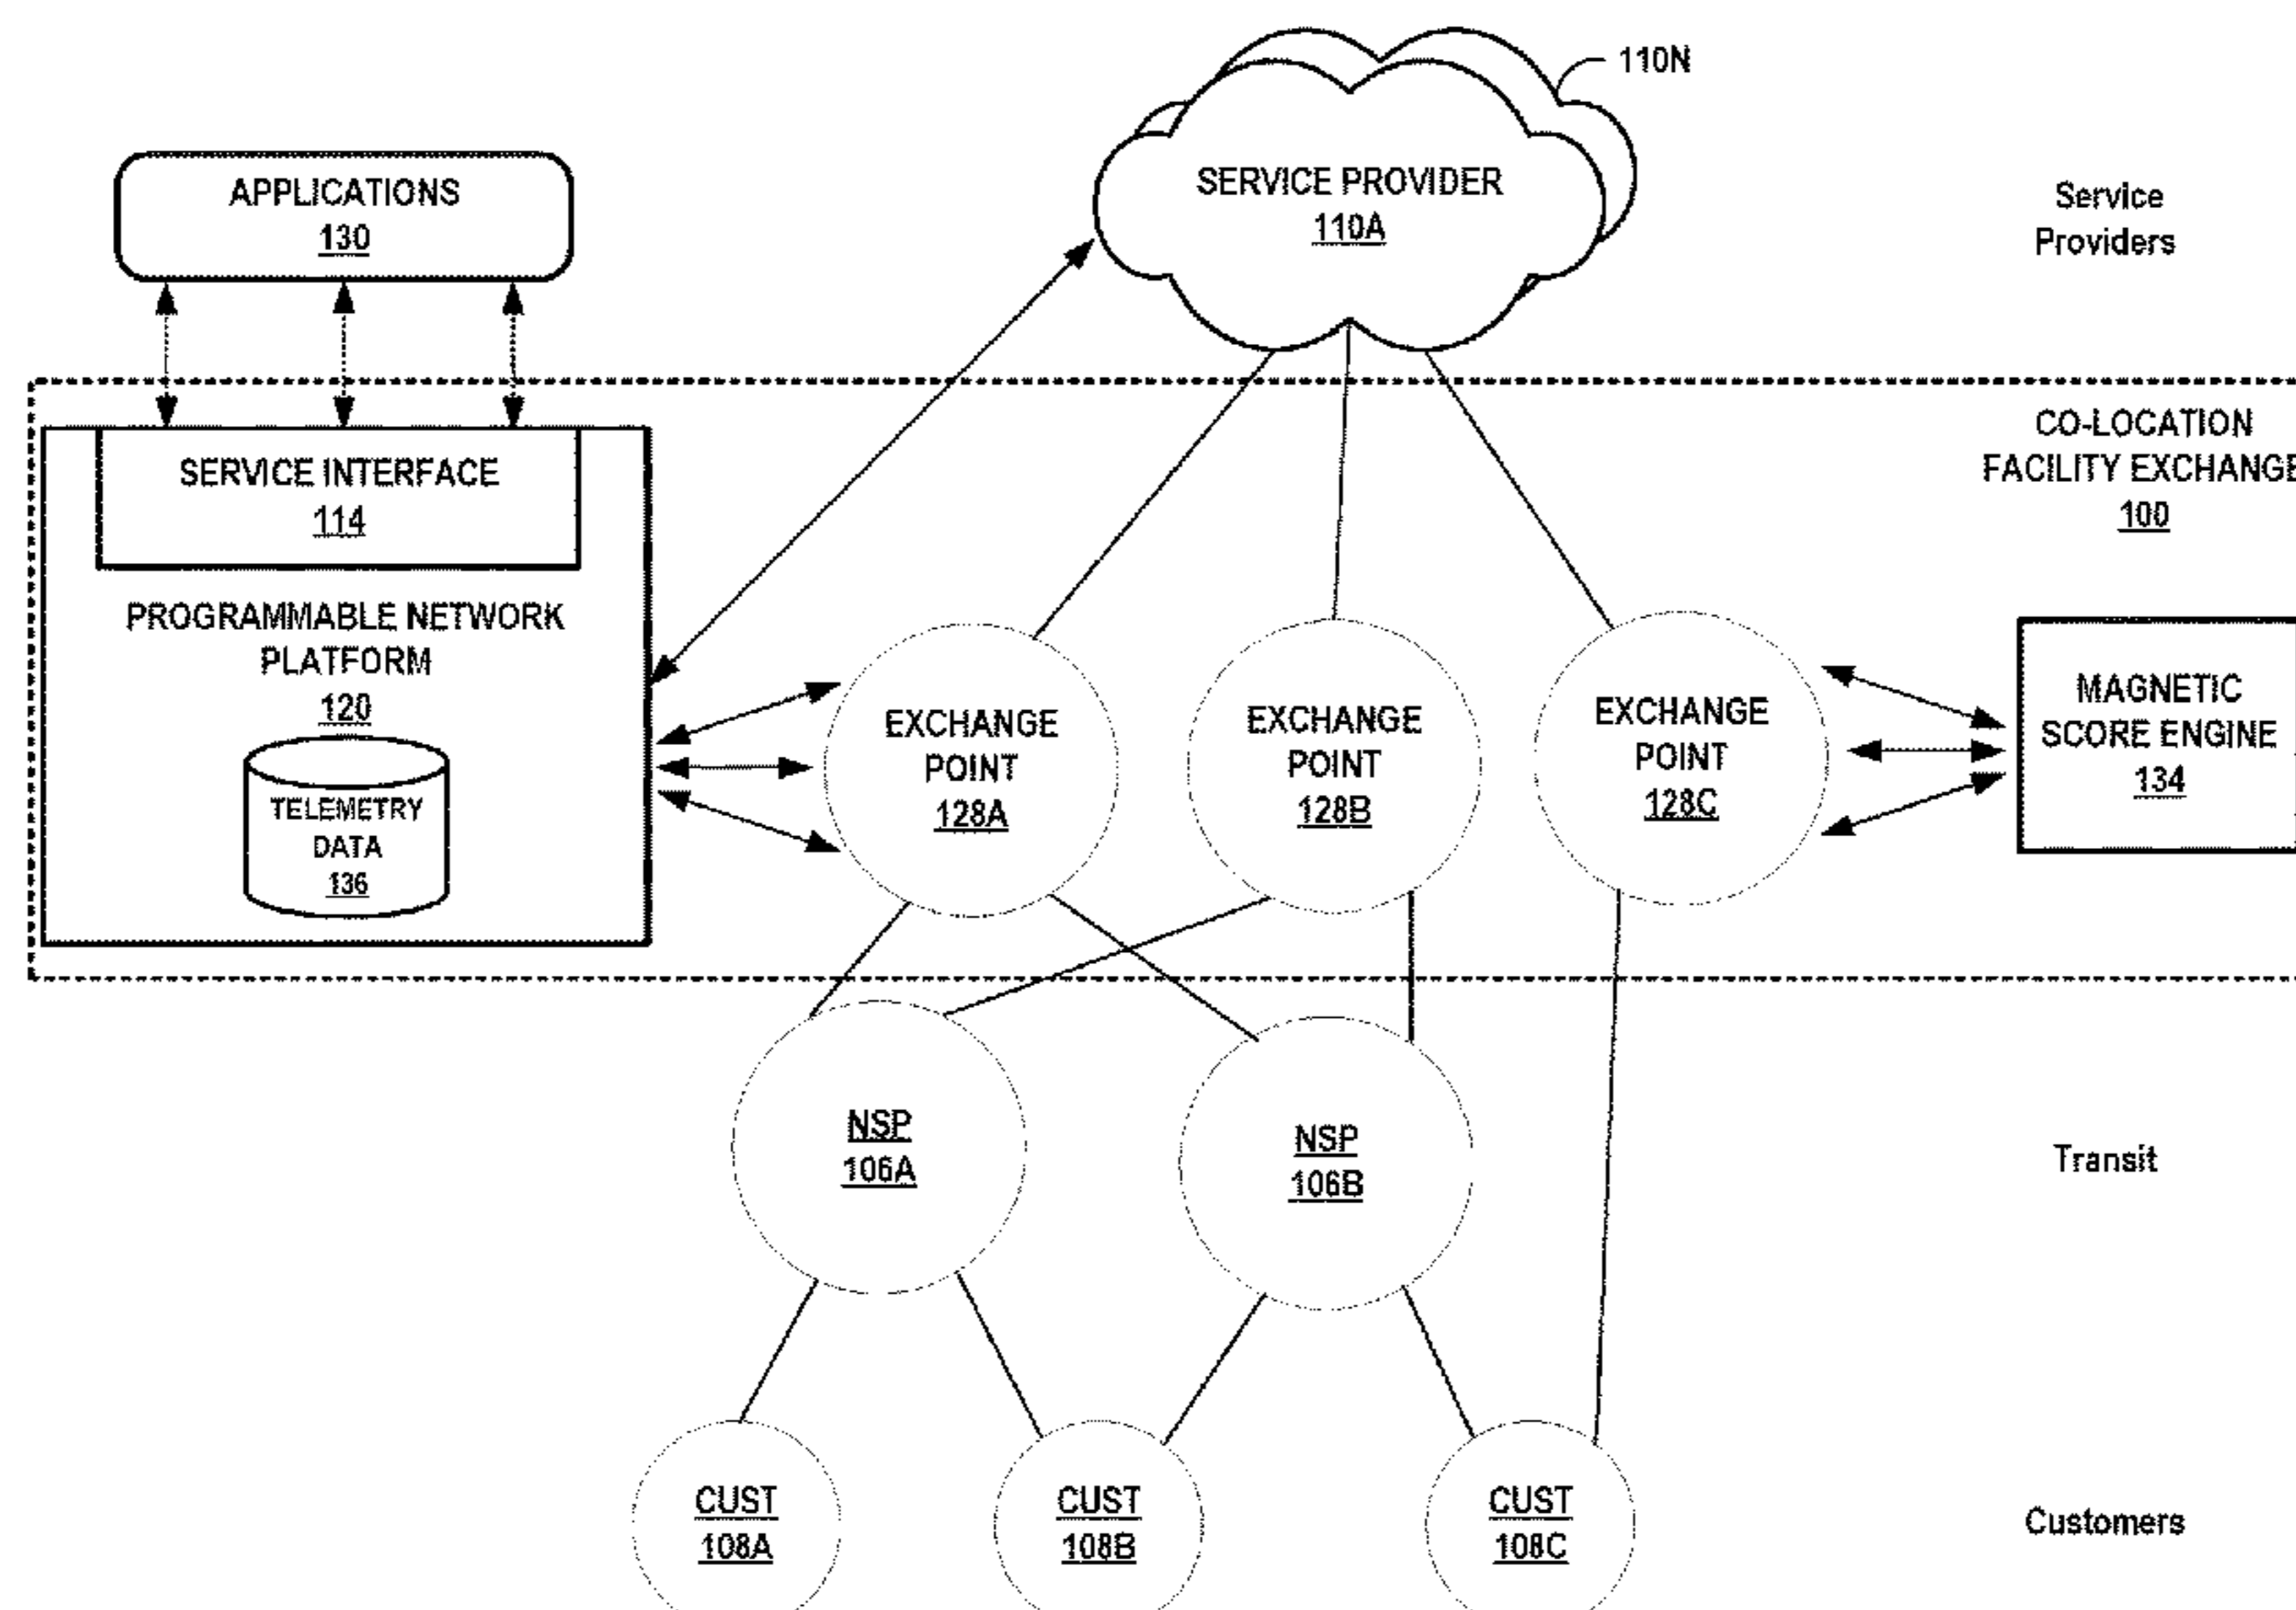 110N
SERVICE PROVIDER
110A
Service
Providers
APPLICATIONS
130
CO-LOCATION
FACILITY EXCHANGE
100
SERVICE INTERFACE
114
PROGRAMMABLE NETWORK
PLATFORM
120
TELEMETRY
DATA
136
EXCHANGE
POINT
128A
EXCHANGE
POINT
128B
EXCHANGE
POINT
128C
MAGNETIC
SCORE ENGINE
134
NSP
106A
NSP
106B
Transit
CUST
108A
CUST
108B
CUST
108C
Customers